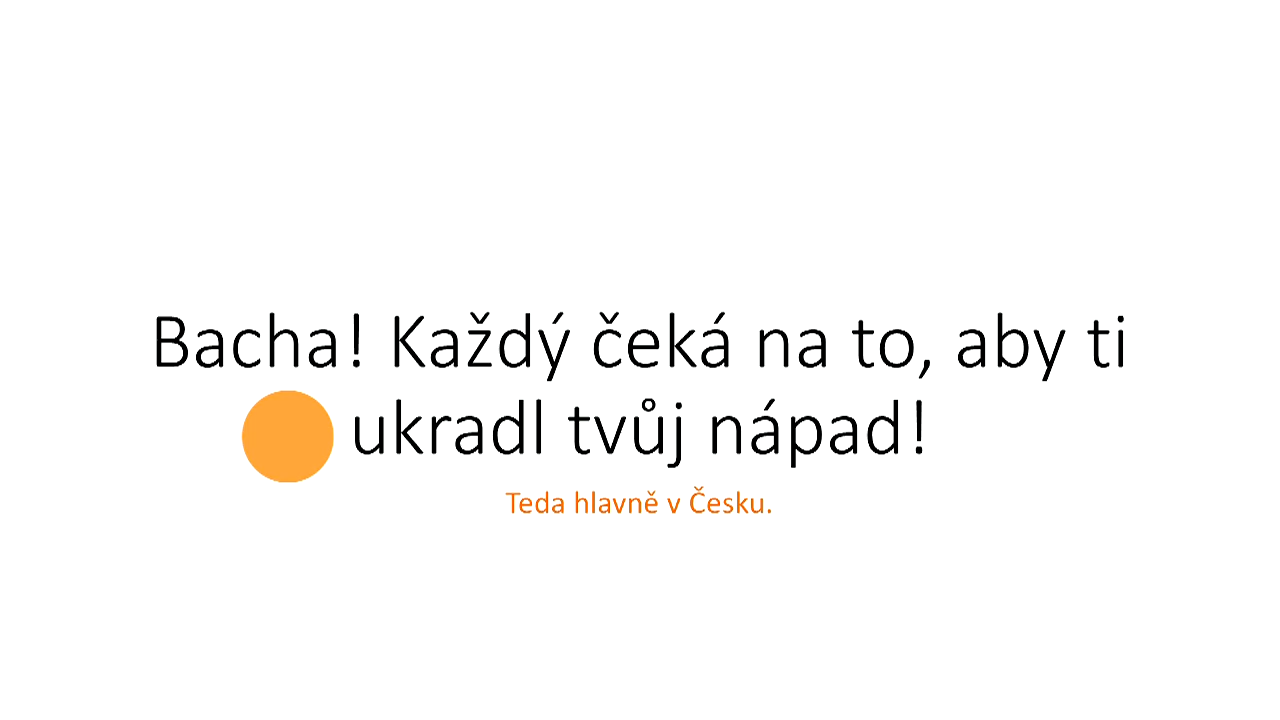 Bacha! Každý čeká na to, aby ti
ukradl tvůj nápad!
Teda hlavně v Česku.